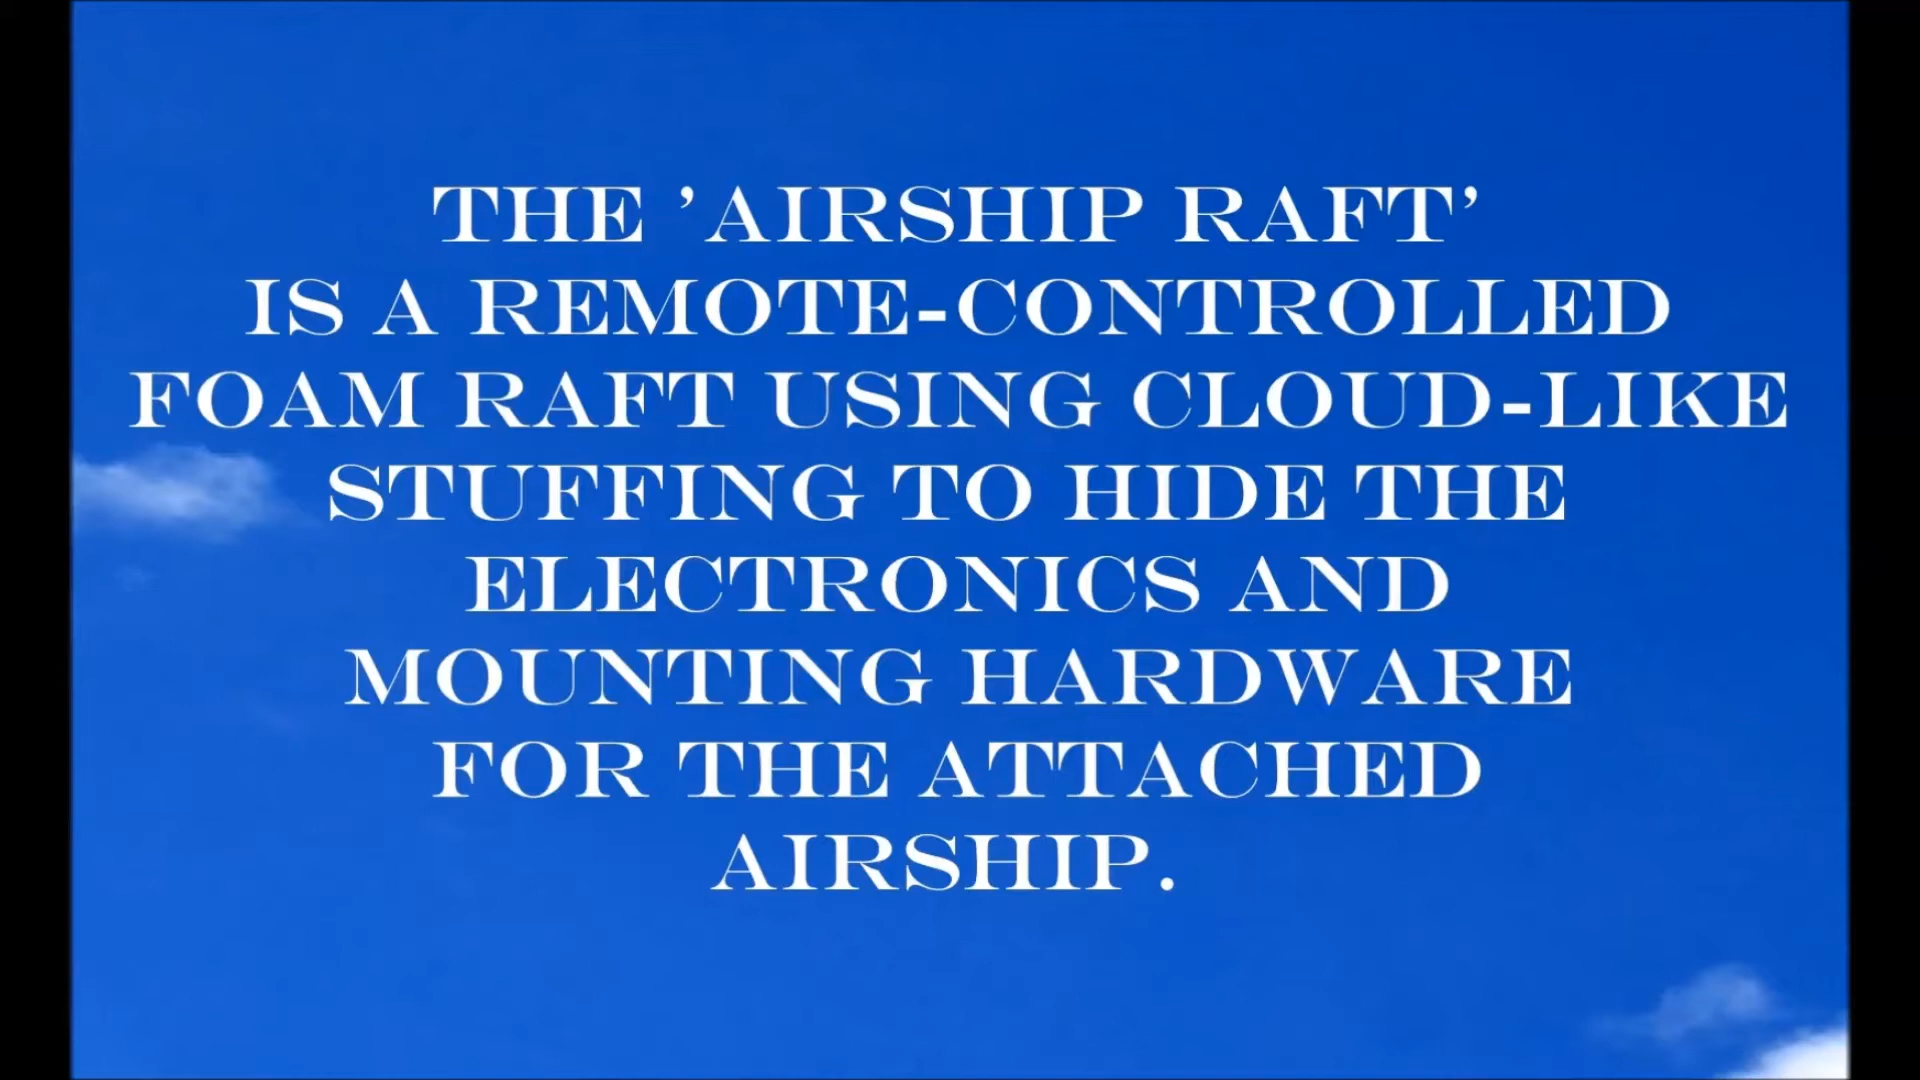 THE 'AIRSHIP RAFT'
IS A REMOTE-CONTROLLED
FOAM RAFT USING CLOUD-LIKE
STUFFING TO HIDE THE
ELECTRONICS AND
MOUNTING HARDWARE
FOR THE ATTACHED
AIRSHIP.